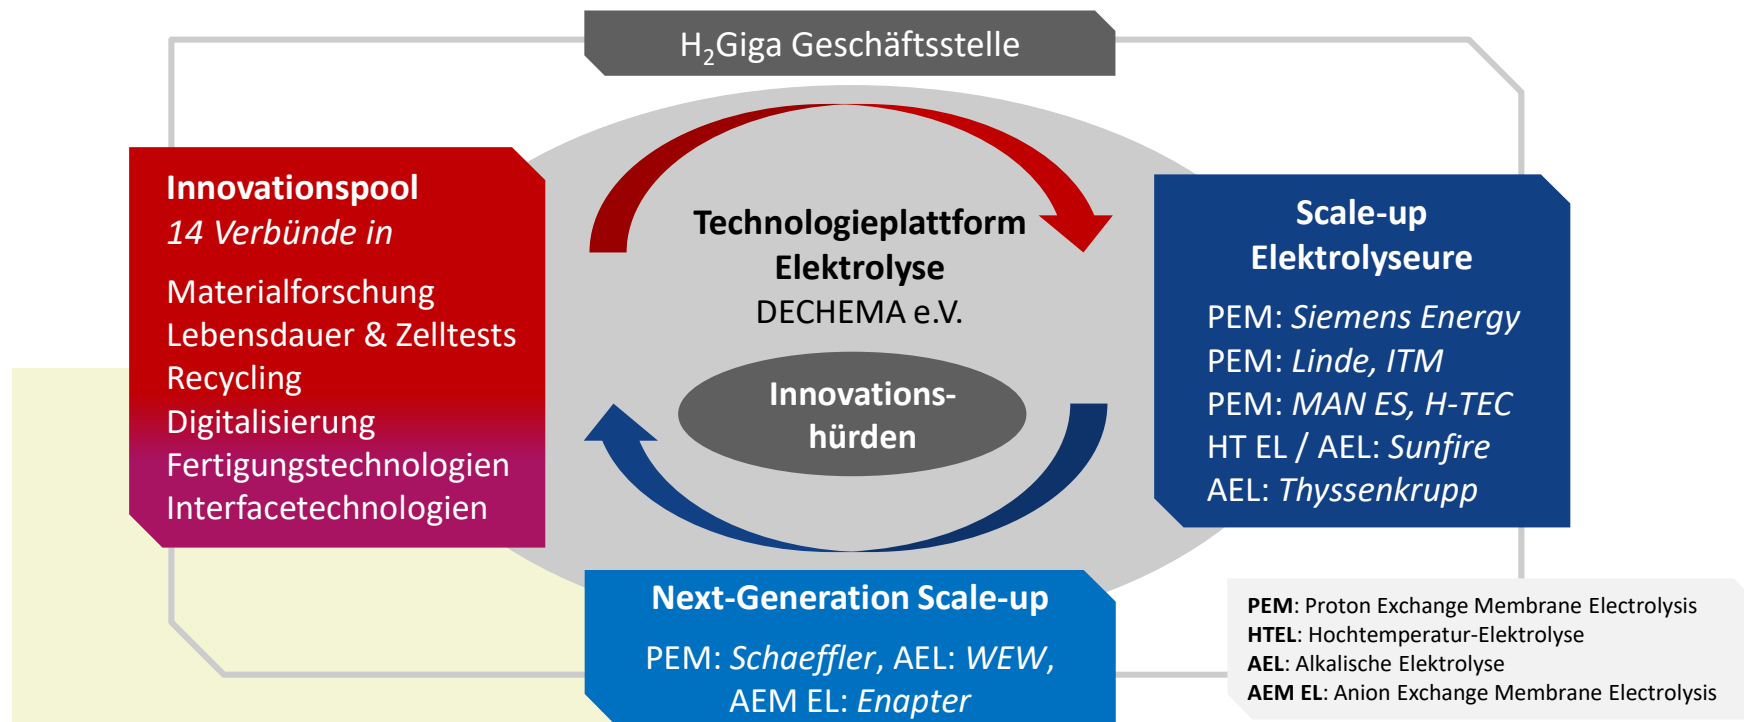 H₂Giga Geschäftsstelle
Innovationspool
14 Verbünde in
Materialforschung
Lebensdauer & Zelltests
Recycling
Digitalisierung
Fertigungstechnologien
Interfacetechnologien
Technologieplattform
Elektrolyse
DECHEMA e.V.
Innovations-
hürden
Scale-up
Elektrolyseure
PEM: Siemens Energy
PEM: Linde, ITM
PEM: MAN ES, H-TEC
HT EL / AEL: Sunfire
AEL: Thyssenkrupp
Next-Generation Scale-up
PEM: Schaeffler, AEL: WEW,
AEM EL: Enapter
PEM: Proton Exchange Membrane Electrolysis
HTEL: Hochtemperatur-Elektrolyse
AEL: Alkalische Elektrolyse
AEM EL: Anion Exchange Membrane Electrolysis